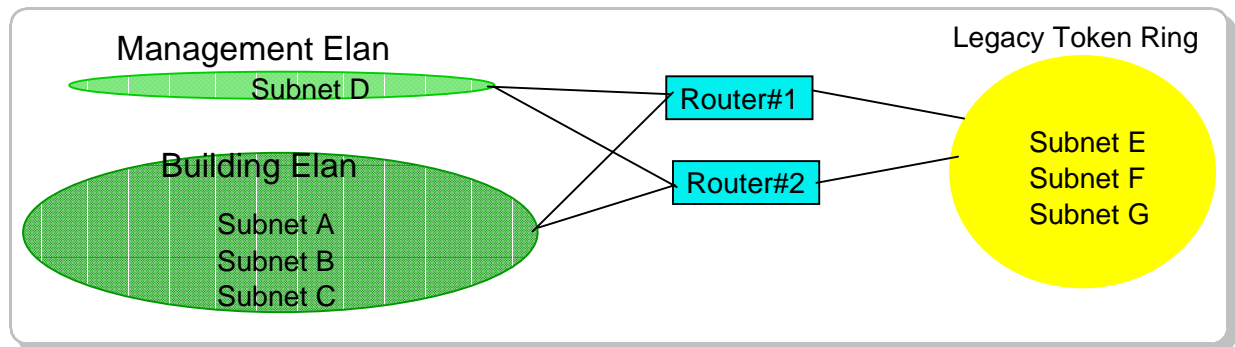 Management Elan
Subnet D
Building Elan
Subnet A
Subnet B
Subnet C
Router#1
Router#2
Legacy Token Ring
Subnet E
Subnet F
Subnet G